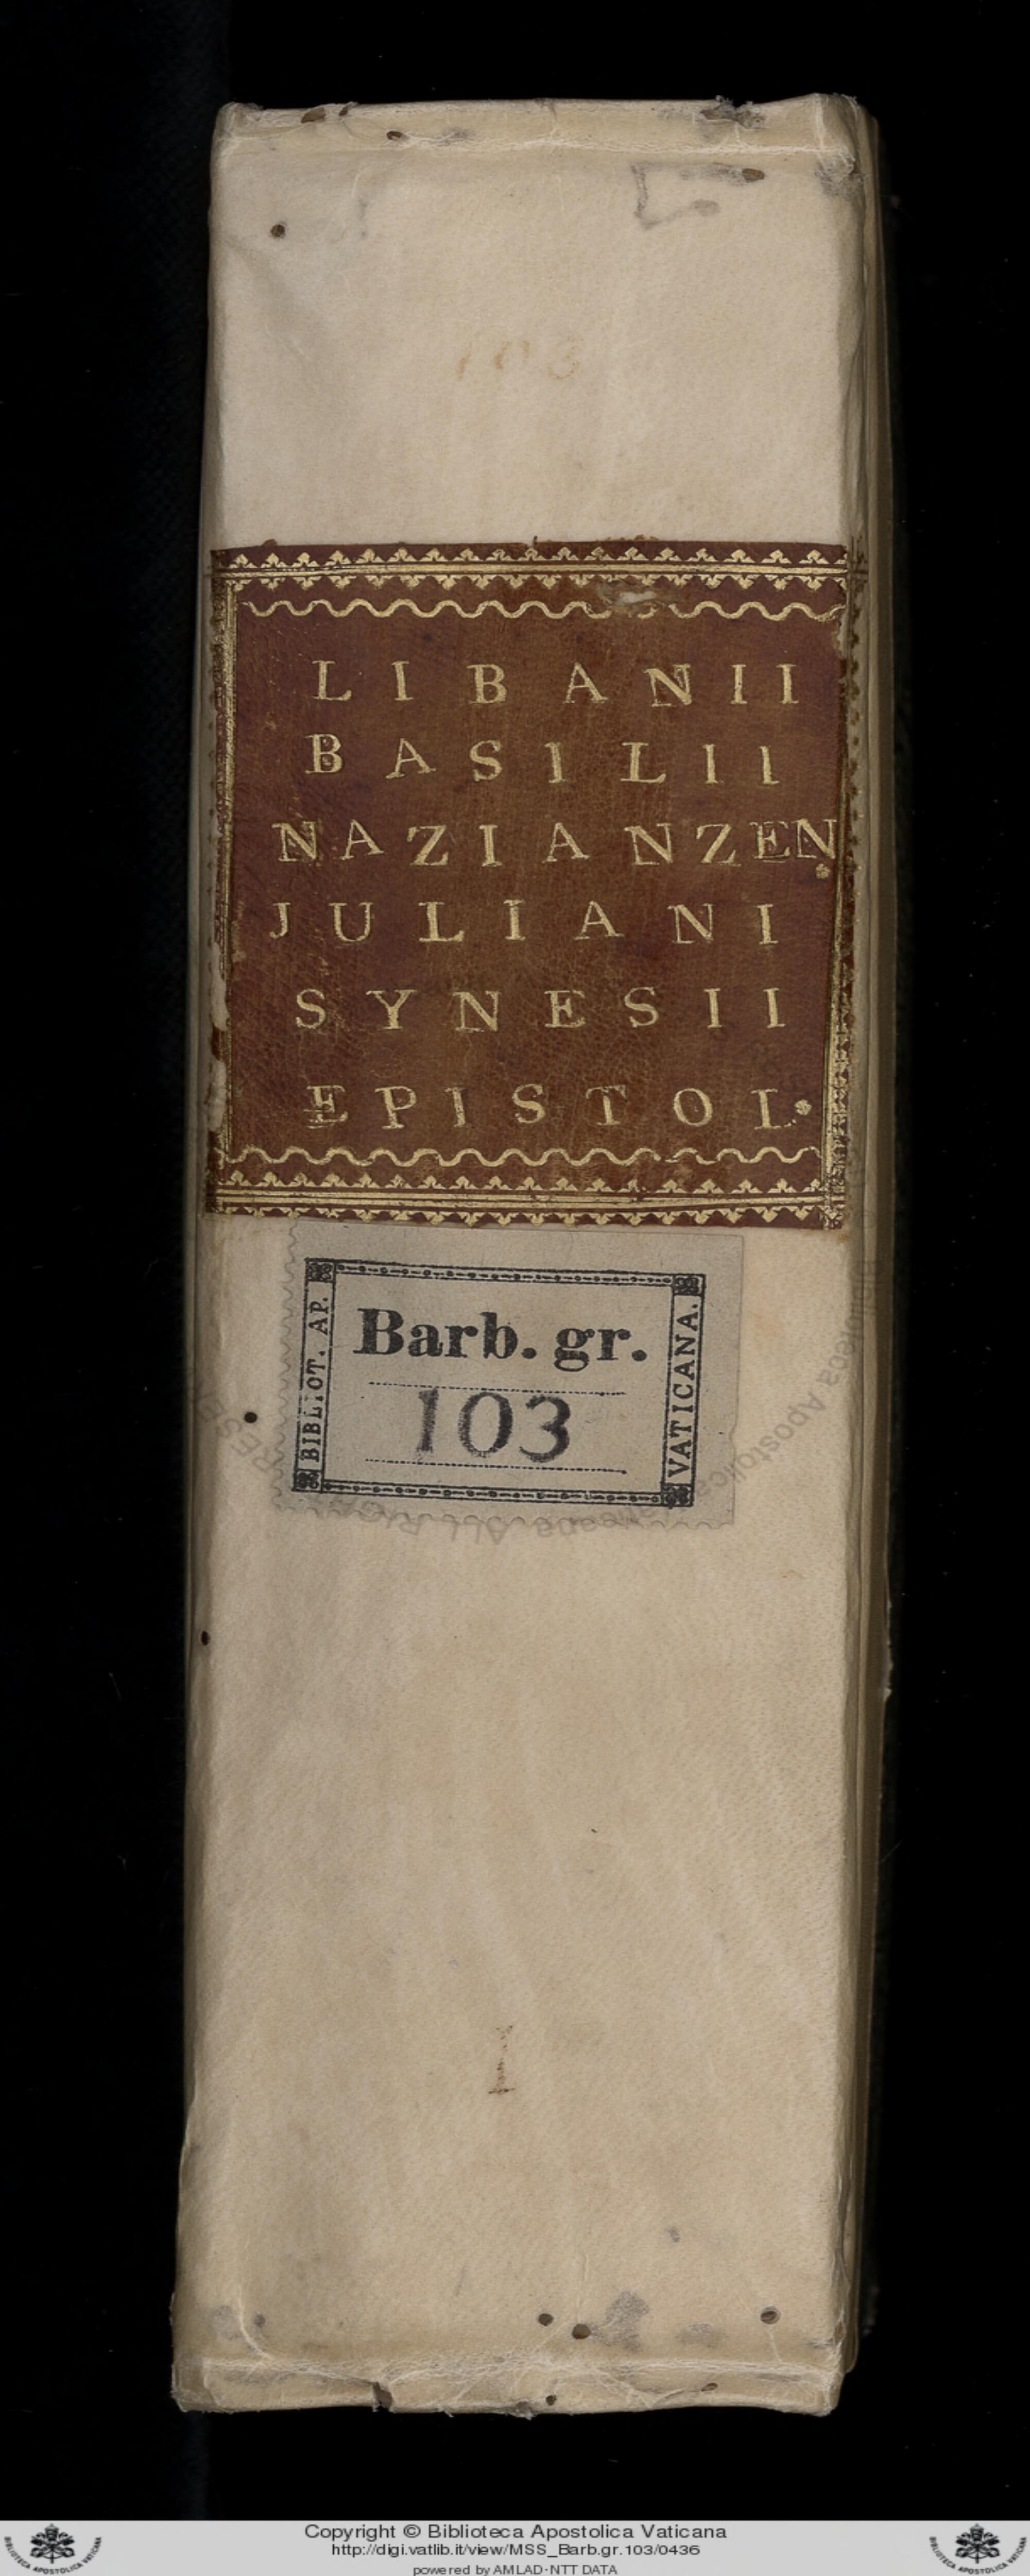 103
LIBANII
BASILII
NAZIANZEN.
JULIANI
SYNESII
EPISTOL.
BIBLIOT. AP.
Barb. gr.
103
VATICANA.
1
Copyright © Biblioteca Apostolica Vaticana
http://digi.vatlib.it/view/MSS_Barb.gr.103/0436
powered by AMLAD-NTT DATA